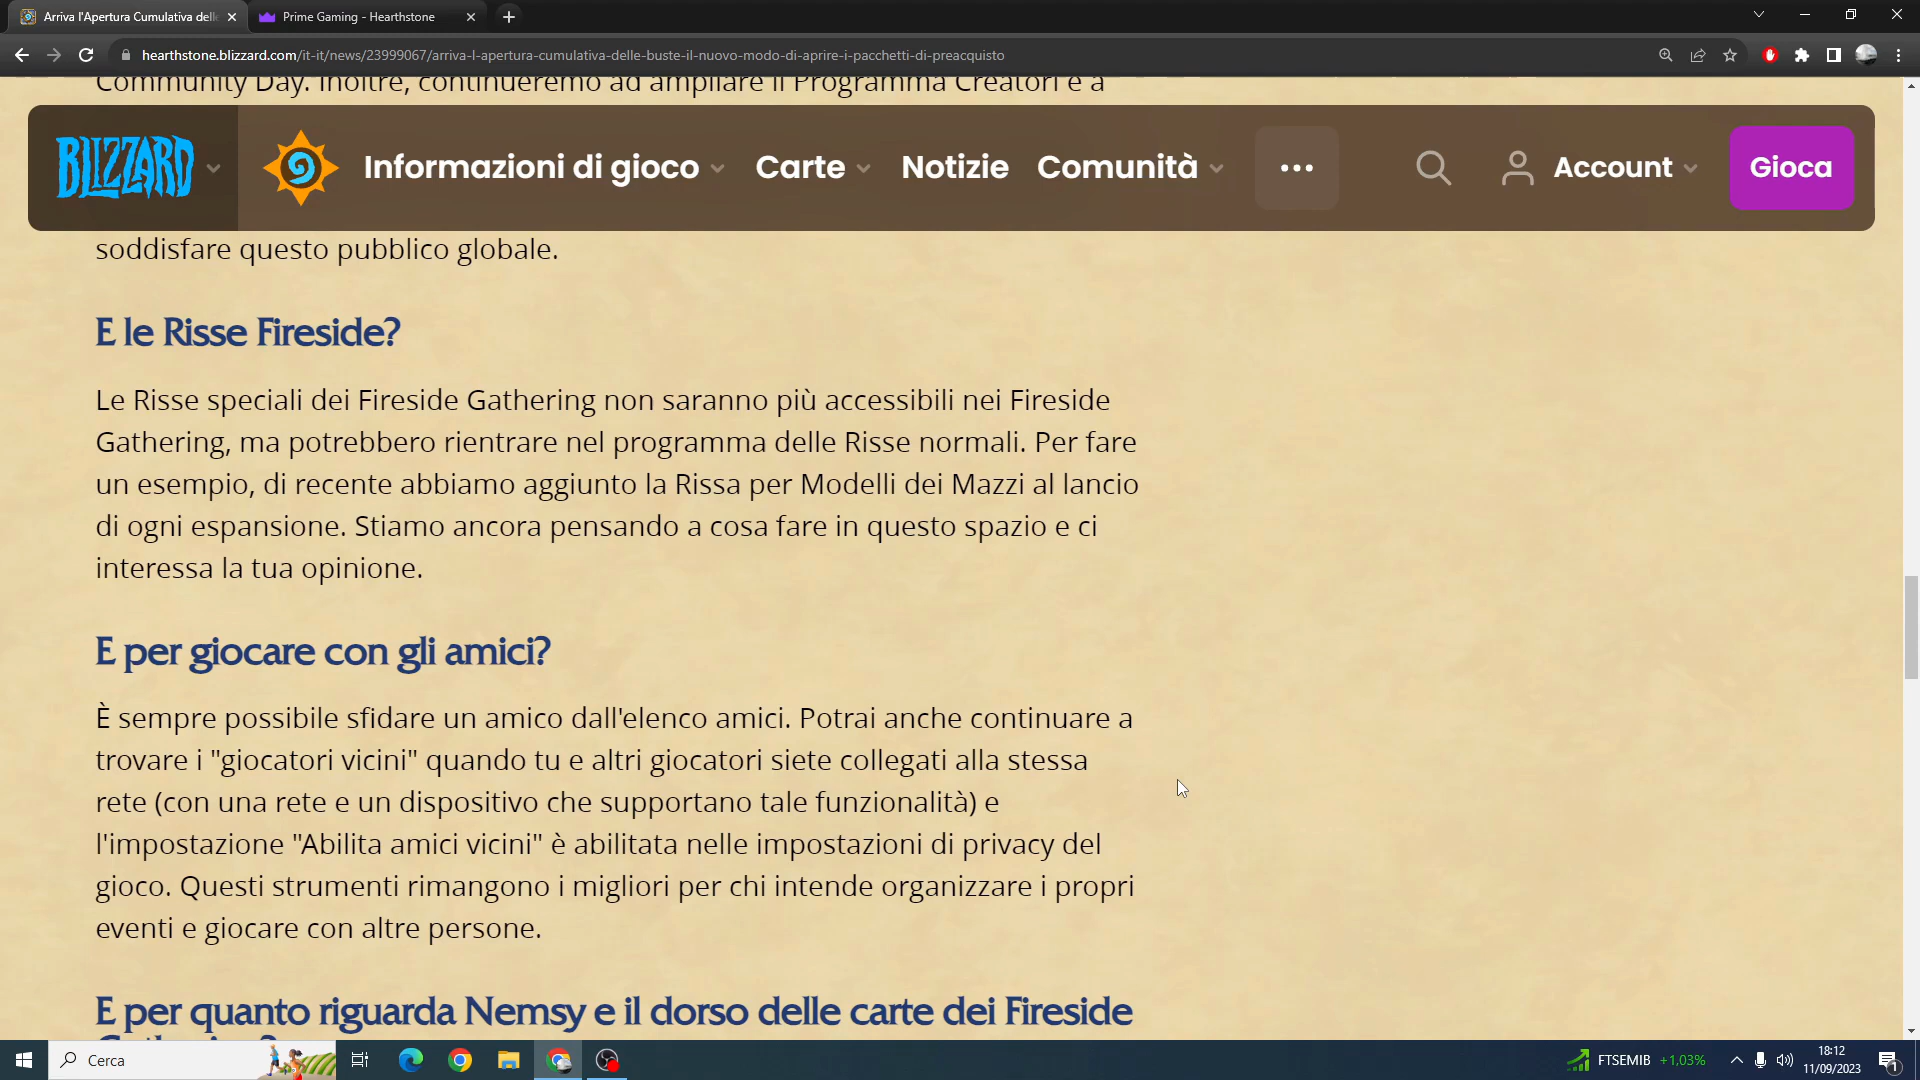 Arriva l'Apertura Cumulativa delle
Prime Gaming - Hearthstone
hearthstone.blizzard.com/it-it/news/23999067/arriva-l-apertura-cumulativa-delle-buste-il-nuovo-modo-di-aprire-i-pacchetti-di-preacquisto
Community Day. Inoltre, continueremo ad ampliare il Programma Creatori e a
BLIZZARD
Informazioni di gioco
Carte
Notizie
Comunità
Account
Gioca
soddisfare questo pubblico globale.
E le Risse Fireside?
Le Risse speciali dei Fireside Gathering non saranno più accessibili nei Fireside
Gathering, ma potrebbero rientrare nel programma delle Risse normali. Per fare
un esempio, di recente abbiamo aggiunto la Rissa per Modelli dei Mazzi al lancio
di ogni espansione. Stiamo ancora pensando a cosa fare in questo spazio e ci
interessa la tua opinione.
E per giocare con gli amici?
È sempre possibile sfidare un amico dall'elenco amici. Potrai anche continuare a
trovare i "giocatori vicini" quando tu e altri giocatori siete collegati alla stessa
rete (con una rete e un dispositivo che supportano tale funzionalità) e
l'impostazione "Abilita amici vicini" è abilitata nelle impostazioni di privacy del
gioco. Questi strumenti rimangono i migliori per chi intende organizzare i propri
eventi e giocare con altre persone.
E per quanto riguarda Nemsy e il dorso delle carte dei Fireside
Cerca
FTSEMIB +1,03%
18:12
11/09/2023
1